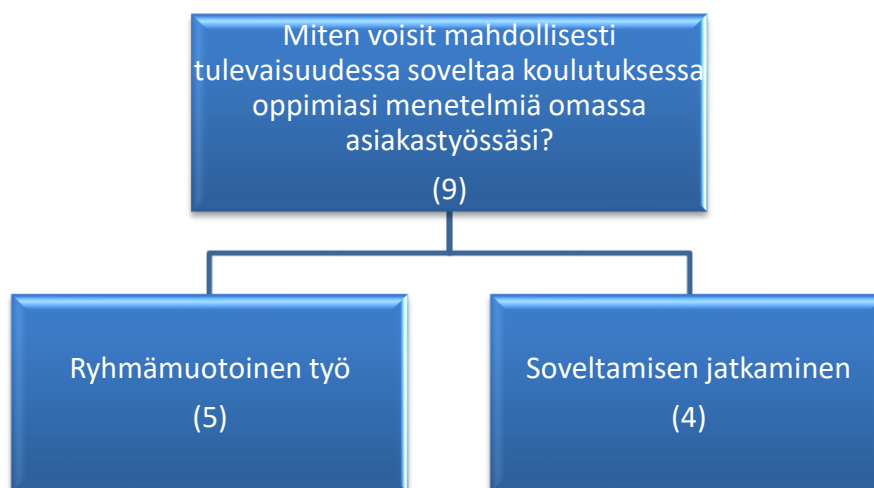 Miten voisit mahdollisesti
tulevaisuudessa soveltaa koulutuksessa
oppimiasi menetelmiä omassa
asiakastyössäsi?
(9)
Ryhmämuotoinen työ
(5)
Soveltamisen jatkaminen
(4)